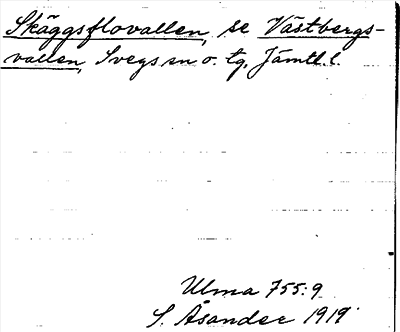 Skäggsflovallen, se Västbergs-
vallen, Svegs sn o. tg. Jämtl. l.
Ulma 755:9
S. Åsander 1919